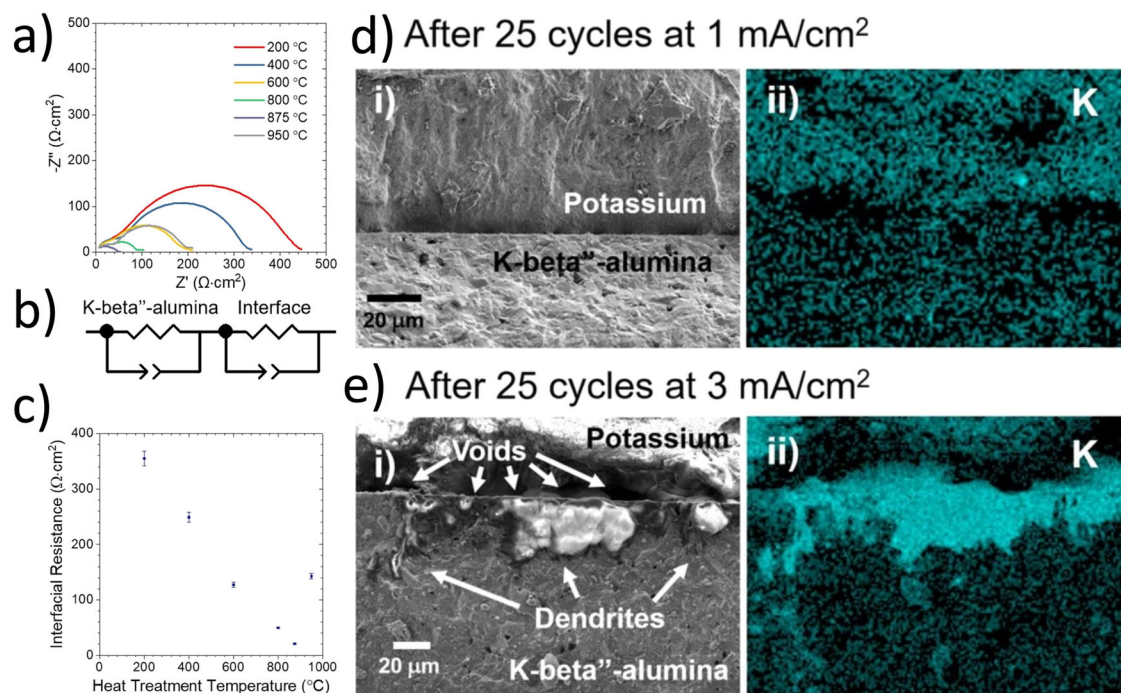 a)
500
400
300
200
100
0
-Z'' (Ω·cm²)
200 °C
400 °C
600 °C
800 °C
875 °C
950 °C
0 100 200 300 400 500
Z' (Ω·cm²)
b)
K-beta"-alumina Interface
c)
400
300
200
100
0
Interfacial Resistance (Ω·cm²)
0 200 400 600 800 1000
Heat Treatment Temperature (°C)
d) After 25 cycles at 1 mA/cm²
i)
Potassium
K-beta"-alumina
20 μm
ii)
K
e) After 25 cycles at 3 mA/cm²
Potassium
i)
Voids
Dendrites
20 μm
K-beta''-alumina
ii)
K